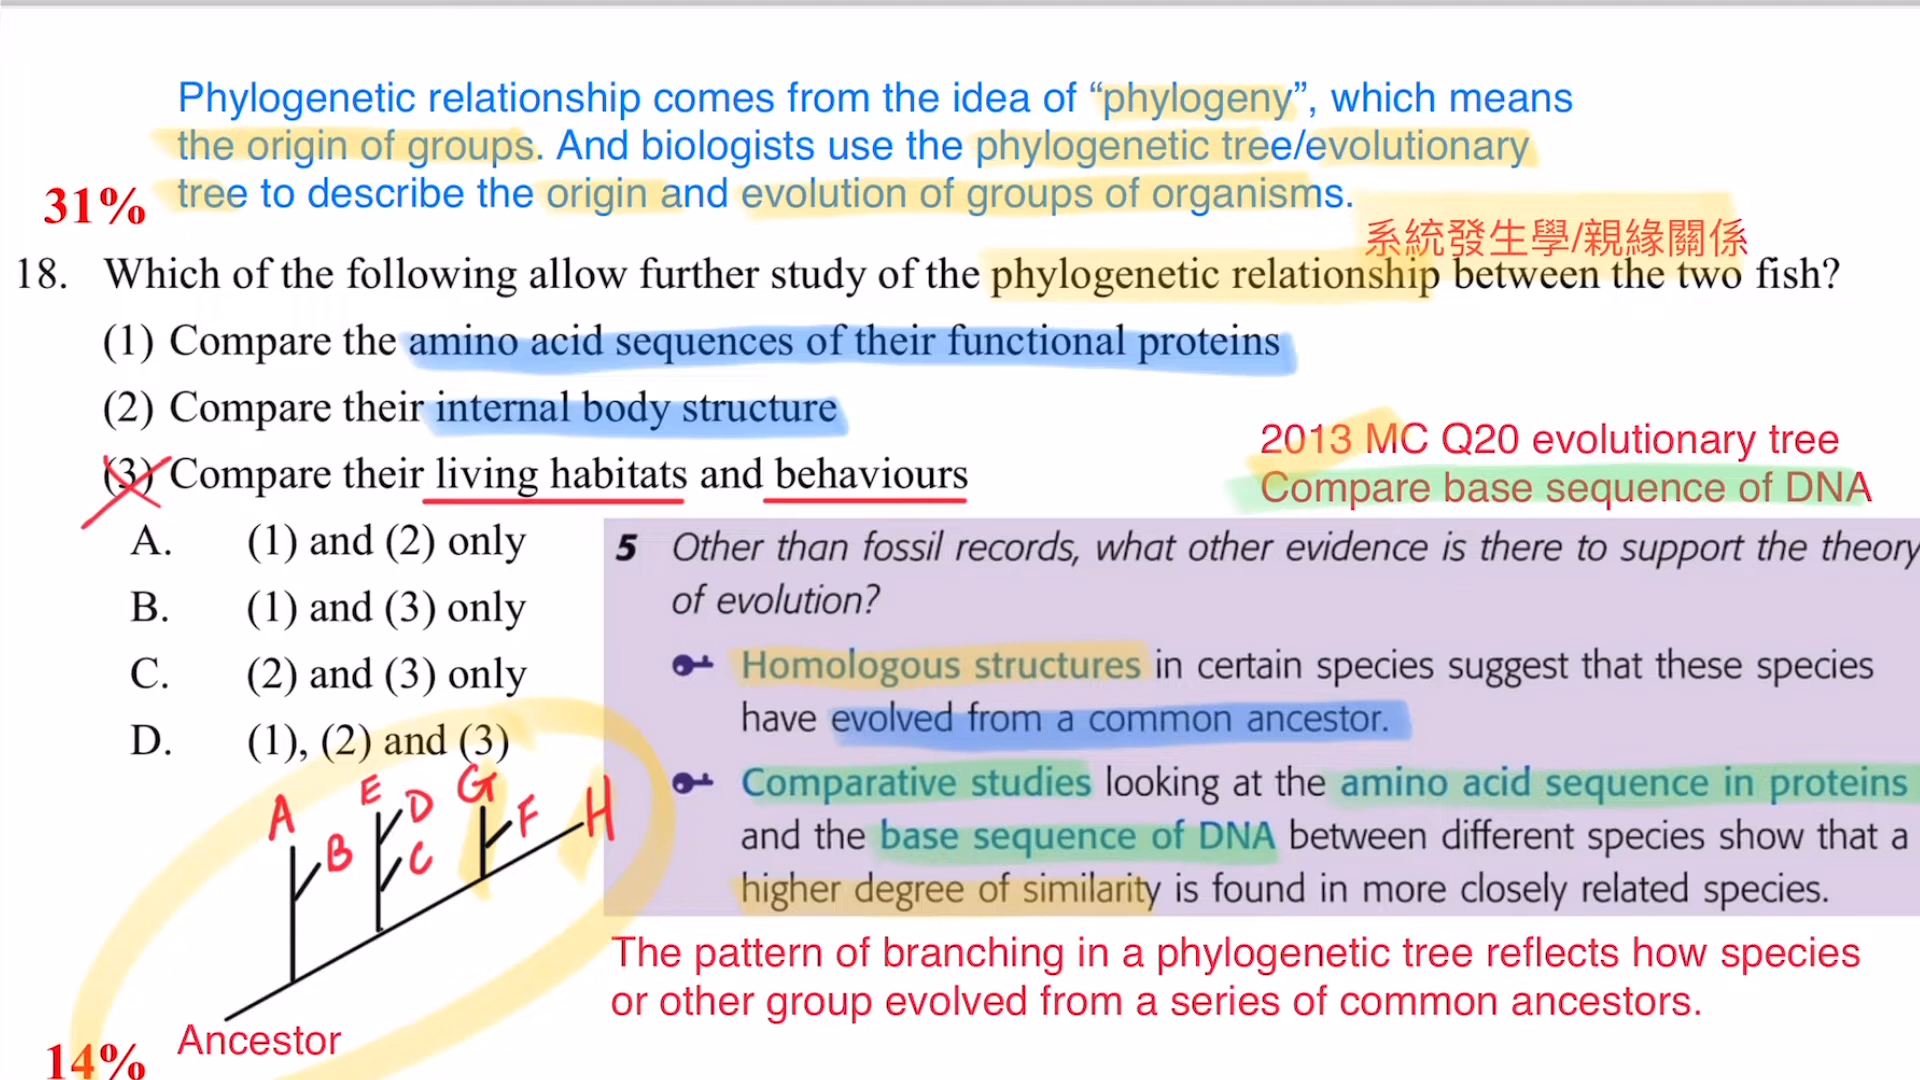 Phylogenetic relationship comes from the idea of “phylogeny”, which means
the origin of groups. And biologists use the phylogenetic tree/evolutionary
tree to describe the origin and evolution of groups of organisms.
31%
系統發生學/親緣關係
18. Which of the following allow further study of the phylogenetic relationship between the two fish?
(1) Compare the amino acid sequences of their functional proteins
(2) Compare their internal body structure
(3) Compare their living habitats and behaviours
2013 MC Q20 evolutionary tree
Compare base sequence of DNA
A. (1) and (2) only
B. (1) and (3) only
C. (2) and (3) only
D. (1), (2) and (3)
5 Other than fossil records, what other evidence is there to support the theory
of evolution?
Homologous structures in certain species suggest that these species
have evolved from a common ancestor.
Comparative studies looking at the amino acid sequence in proteins
and the base sequence of DNA between different species show that a
higher degree of similarity is found in more closely related species.
The pattern of branching in a phylogenetic tree reflects how species
or other group evolved from a series of common ancestors.
A
B
E
D
C
G
F
H
Ancestor
14%